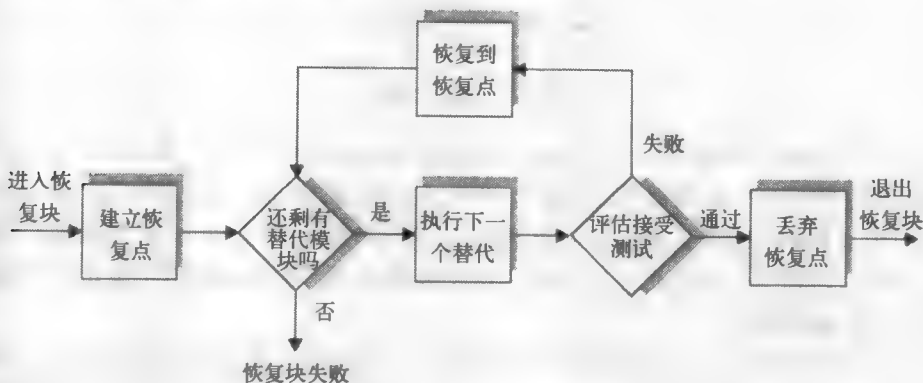 恢复到
恢复点
失败
进入恢
复块
建立恢
复点
还剩有
替代模
块吗
是
执行下一
个替代
评估接受
测试
通过
丢弃
恢复点
退出
恢复块
否
恢复块失败